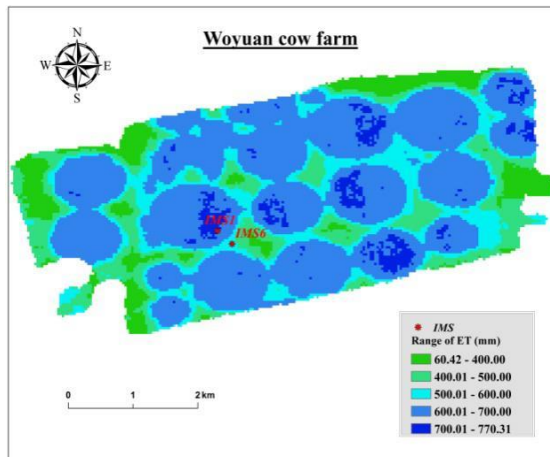 Woyuan cow farm
N
W E
S
IMS1
IMS6
0 1 2 km
IMS
Range of ET (mm)
60.42 - 400.00
400.01 - 500.00
500.01 - 600.00
600.01 - 700.00
700.01 - 770.31